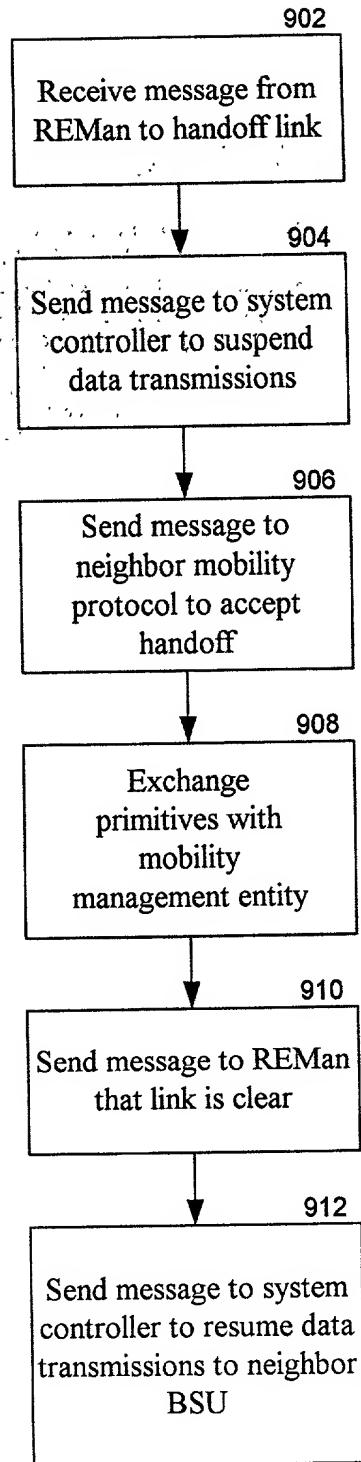 902
Receive message from
REMan to handoff link
904
Send message to system
controller to suspend
data transmissions
906
Send message to
neighbor mobility
protocol to accept
handoff
908
Exchange
primitives with
mobility
management entity
910
Send message to REMan
that link is clear
912
Send message to system
controller to resume data
transmissions to neighbor
BSU